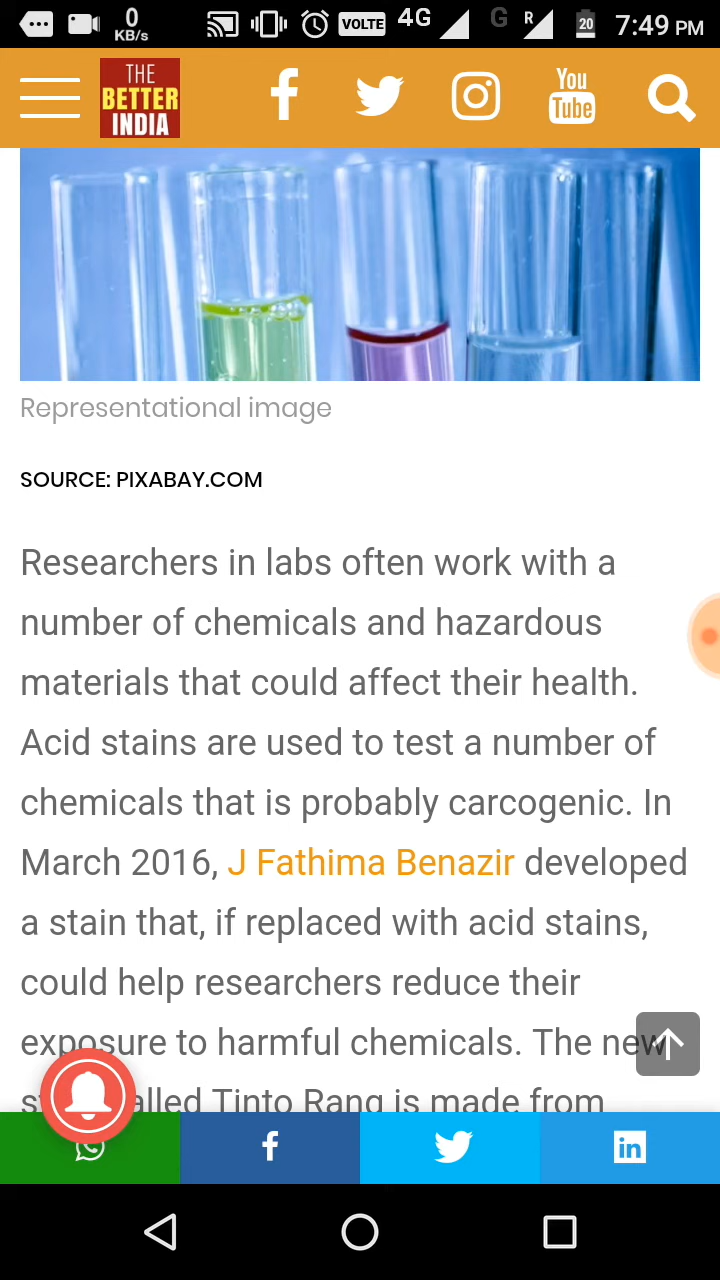 0
KB/s
VOLTE
4G
G
R
20
7:49 PM
THE
BETTER
INDIA
You
Tube
Representational image
SOURCE: PIXABAY.COM
Researchers in labs often work with a
number of chemicals and hazardous
materials that could affect their health.
Acid stains are used to test a number of
chemicals that is probably carcogenic. In
March 2016, J Fathima Benazir developed
a stain that, if replaced with acid stains,
could help researchers reduce their
exposure to harmful chemicals. The new
Tinto Rang is made from
in